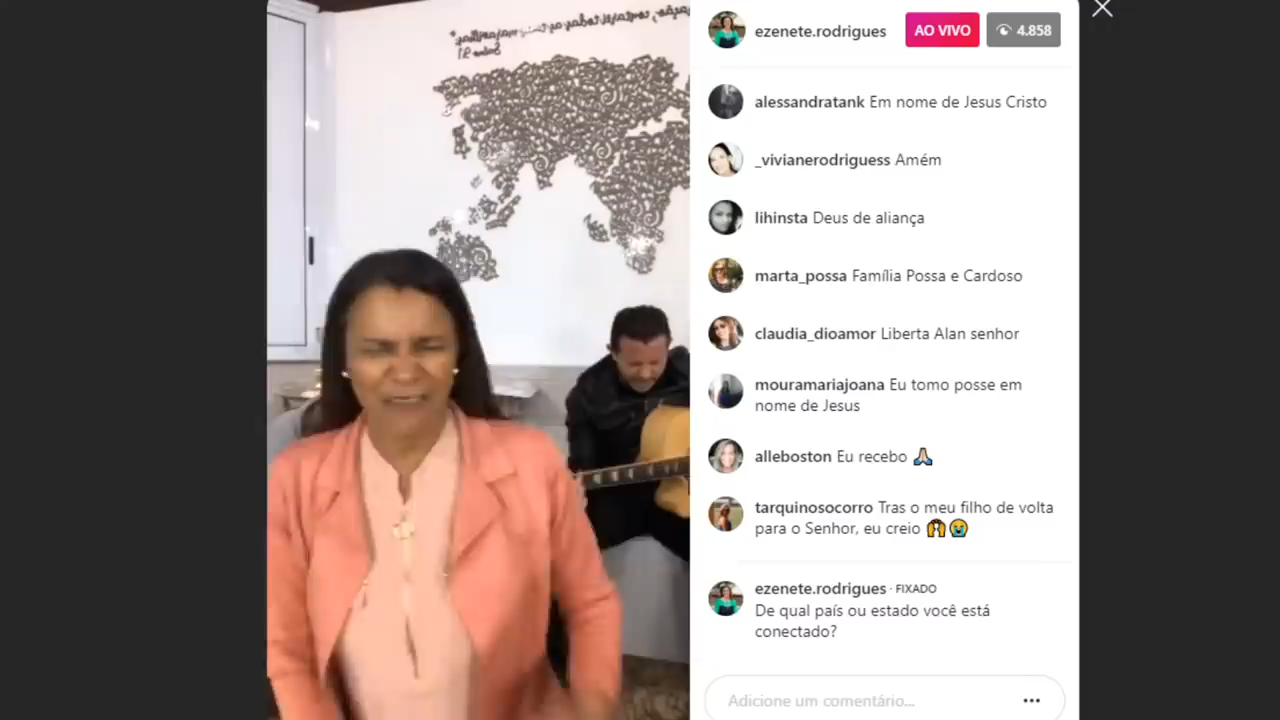 ezenete.rodrigues AO VIVO 4.858
alessandratank Em nome de Jesus Cristo
_vivianerodriguess Amém
lihinsta Deus de aliança
marta_possa Família Possa e Cardoso
claudia_dioamor Liberta Alan senhor
mouramariajoana Eu tomo posse em
nome de Jesus
alleboston Eu recebo 🙏🏻
tarquinosocorro Tras o meu filho de volta
para o Senhor, eu creio 🙌😭
ezenete.rodrigues · FIXADO
De qual país ou estado você está
conectado?
Adicione um comentário...